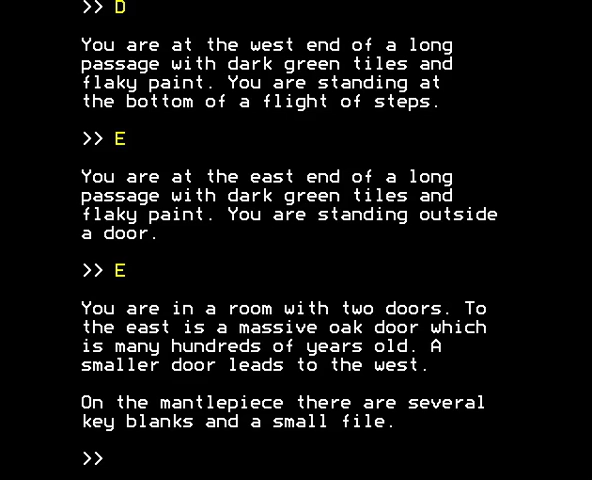 >> D
You are at the west end of a long
passage with dark green tiles and
flaky paint. You are standing at
the bottom of a flight of steps.
>> E
You are at the east end of a long
passage with dark green tiles and
flaky paint. You are standing outside
a door.
>> E
You are in a room with two doors. To
the east is a massive oak door which
is many hundreds of years old. A
smaller door leads to the west.
On the mantlepiece there are several
key blanks and a small file.
>>